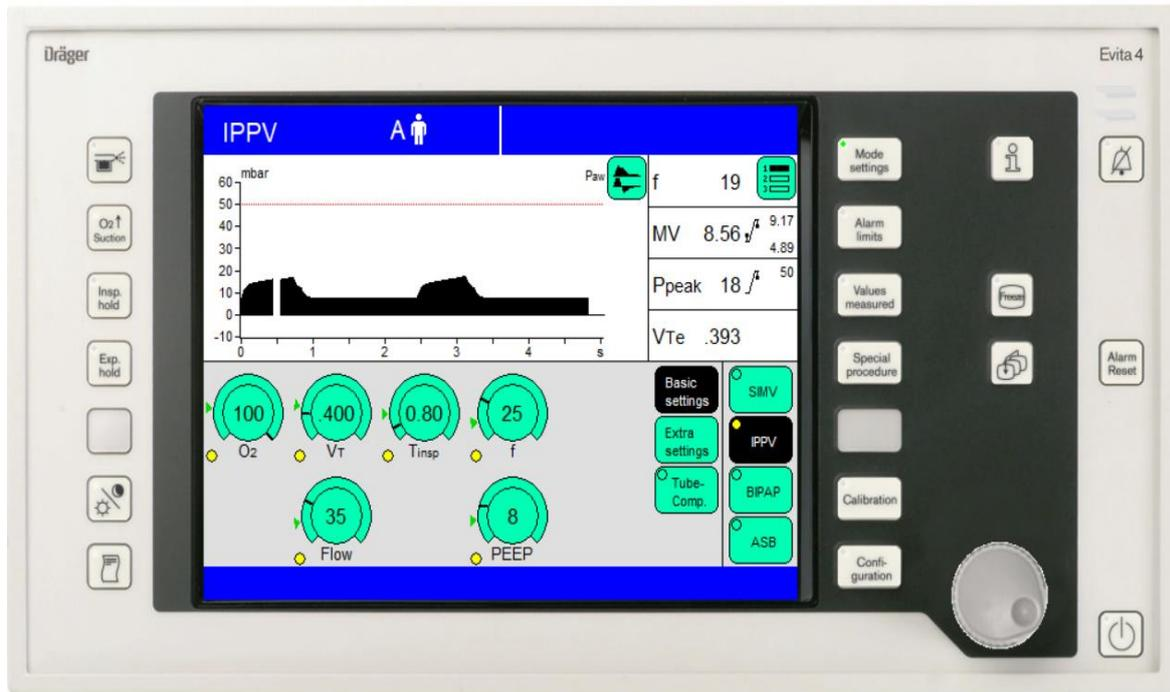 Dräger
Evita 4
IPPV
A
60
mbar
Paw
50
40
30
20
10
0
-10
0
1
2
3
4
s
f
19
1
2
3
MV
8.56
9.17
4.89
Ppeak
18
50
VTe
.393
100
O2
.400
VT
0.80
Tinsp
25
f
35
Flow
8
PEEP
Basic
settings
Extra
settings
Tube-
Comp.
SIMV
IPPV
BIPAP
ASB
O2↑
Suction
Insp.
hold
Exp.
hold
Mode
settings
Alarm
limits
Values
measured
Special
procedure
Calibration
Confi-
guration
i
Freeze
Alarm
Reset